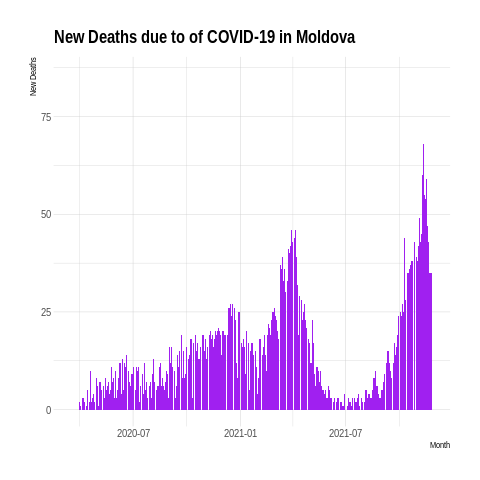 New Deaths due to of COVID-19 in Moldova
New Deaths
75
50
25
0
2020-07
2021-01
2021-07
Month